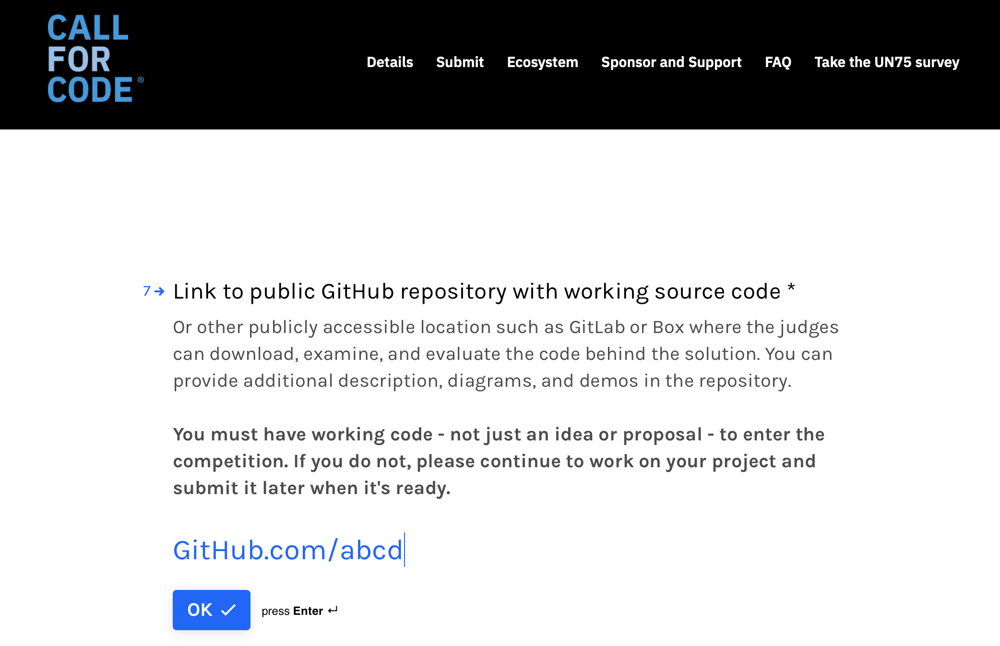 CALL
FOR
CODE ®
Details Submit Ecosystem Sponsor and Support FAQ Take the UN75 survey
7 → Link to public GitHub repository with working source code *
Or other publicly accessible location such as GitLab or Box where the judges
can download, examine, and evaluate the code behind the solution. You can
provide additional description, diagrams, and demos in the repository.
You must have working code - not just an idea or proposal - to enter the
competition. If you do not, please continue to work on your project and
submit it later when it's ready.
GitHub.com/abcd
OK ✓ press Enter ↵